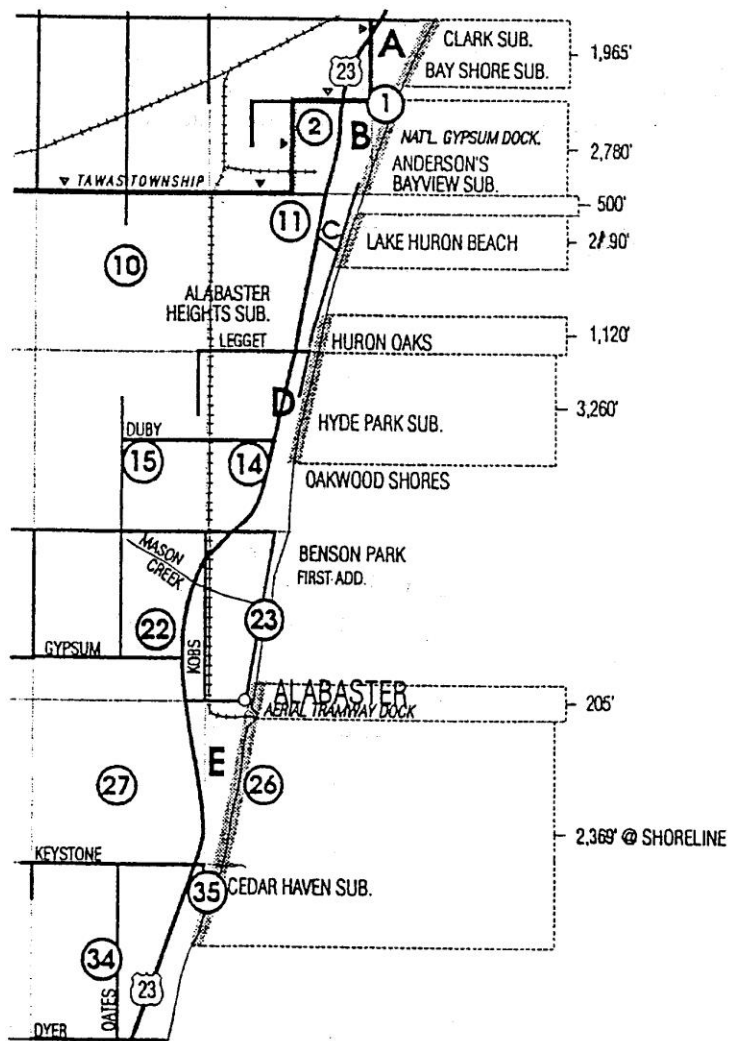 A
CLARK SUB.
BAY SHORE SUB.
1,965'
23
1
2
B
NAT'L. GYPSUM DOCK.
ANDERSON'S
BAYVIEW SUB.
2,780'
TAWAS TOWNSHIP
500'
11
C
LAKE HURON BEACH
10
ALABASTER
HEIGHTS SUB.
LEGGET
HURON OAKS
1,120'
D
HYDE PARK SUB.
3,260'
DUBY
15
14
OAKWOOD SHORES
MASON
CREEK
BENSON PARK
FIRST ADD.
23
22
GYPSUM
KOBS
ALABASTER
AERIAL TRAMWAY DOCK
205'
E
27
26
2,369' @ SHORELINE
KEYSTONE
35
CEDAR HAVEN SUB.
34
OATES
23
DYER